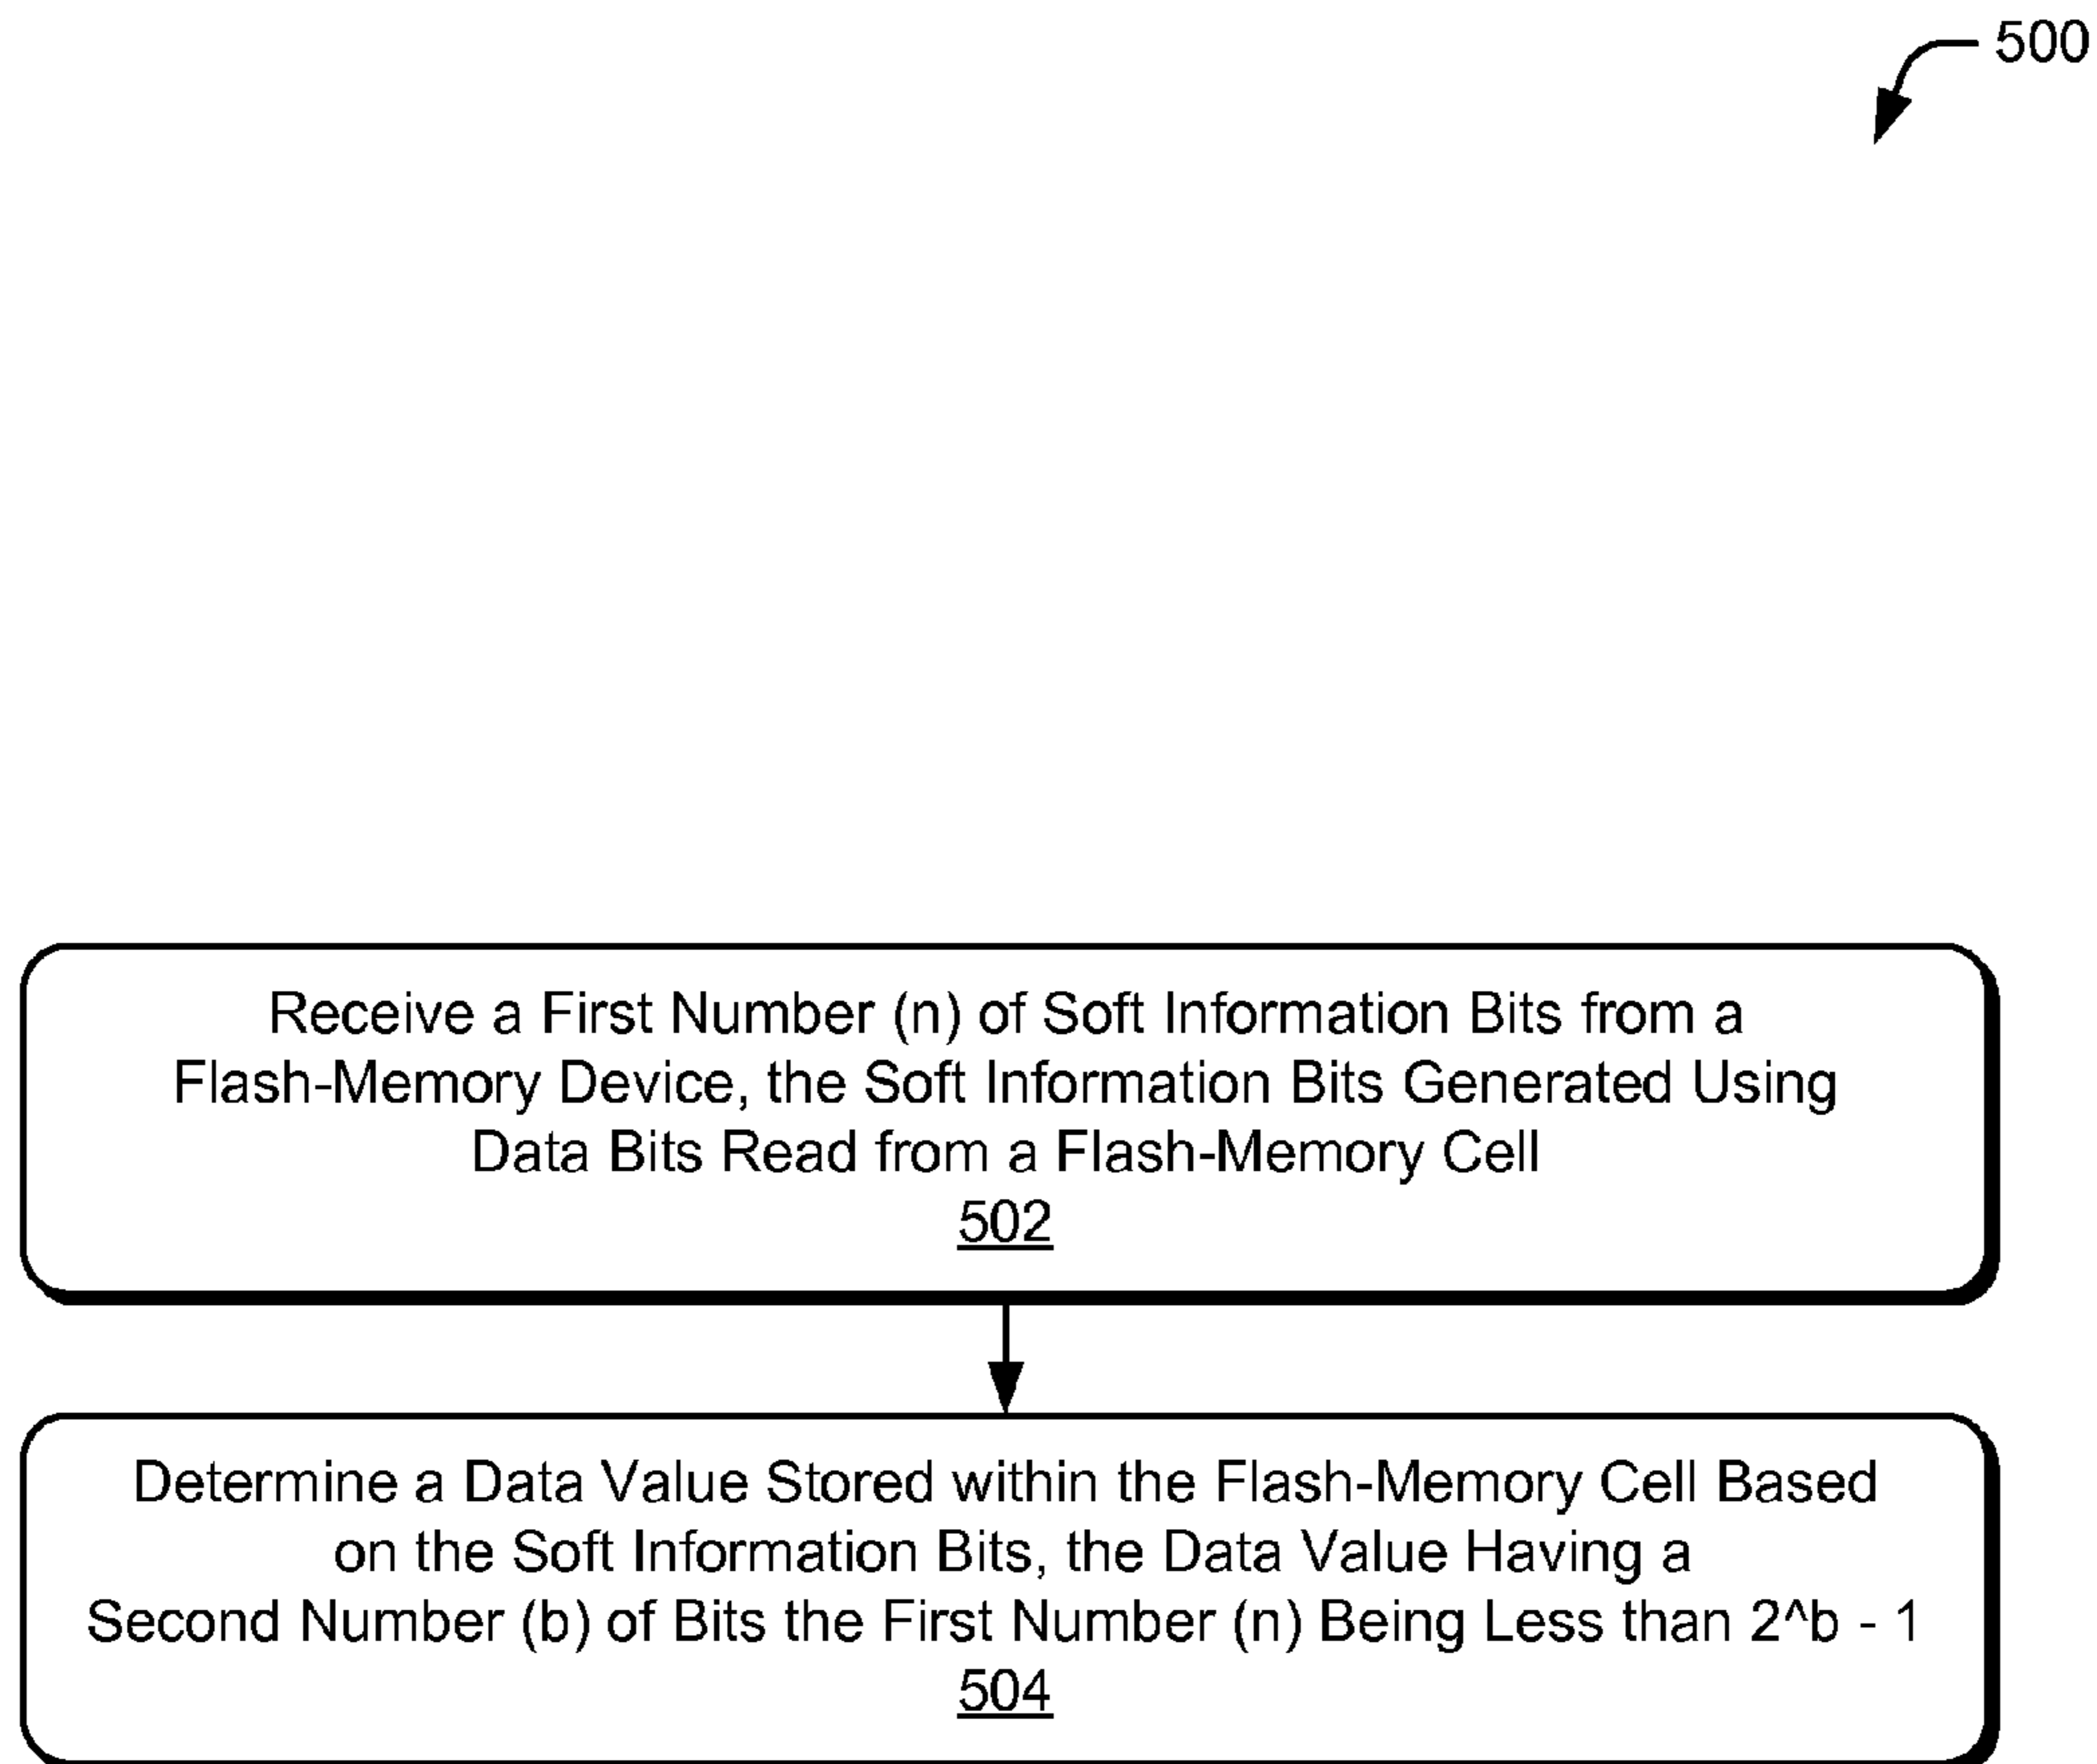 500
Receive a First Number (n) of Soft Information Bits from a
Flash-Memory Device, the Soft Information Bits Generated Using
Data Bits Read from a Flash-Memory Cell
502
Determine a Data Value Stored within the Flash-Memory Cell Based
on the Soft Information Bits, the Data Value Having a
Second Number (b) of Bits the First Number (n) Being Less than 2^b - 1
504